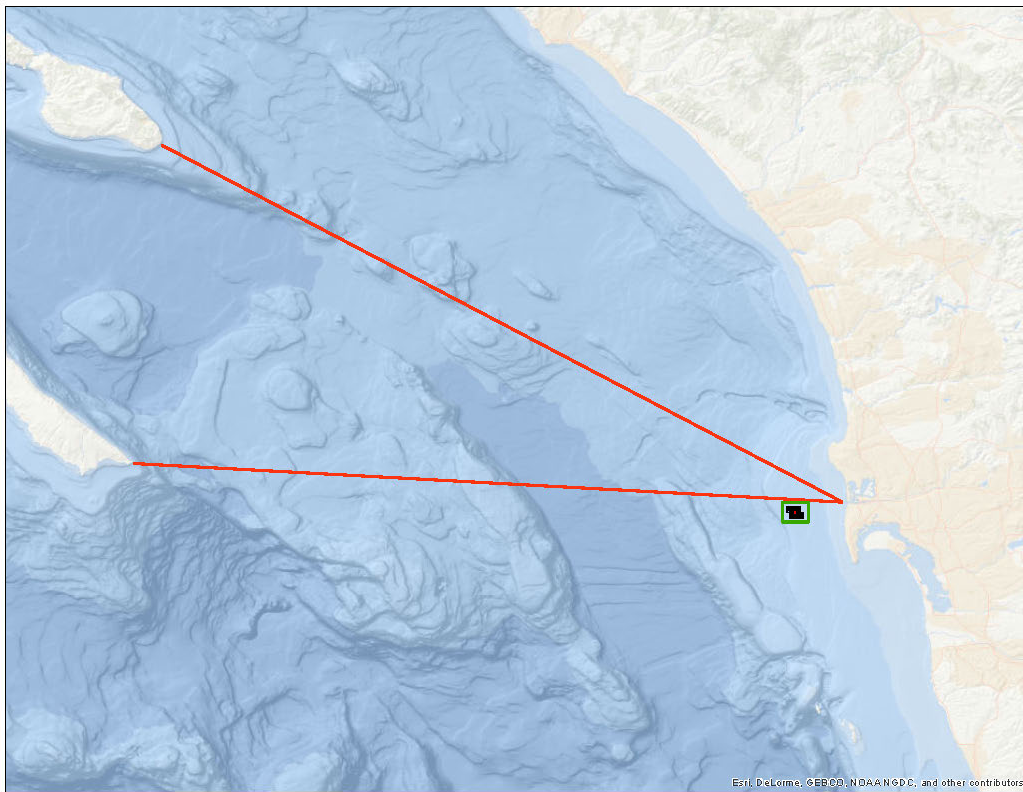 Esri, DeLorme, GEBCO, NOAA NGDC, and other contributors